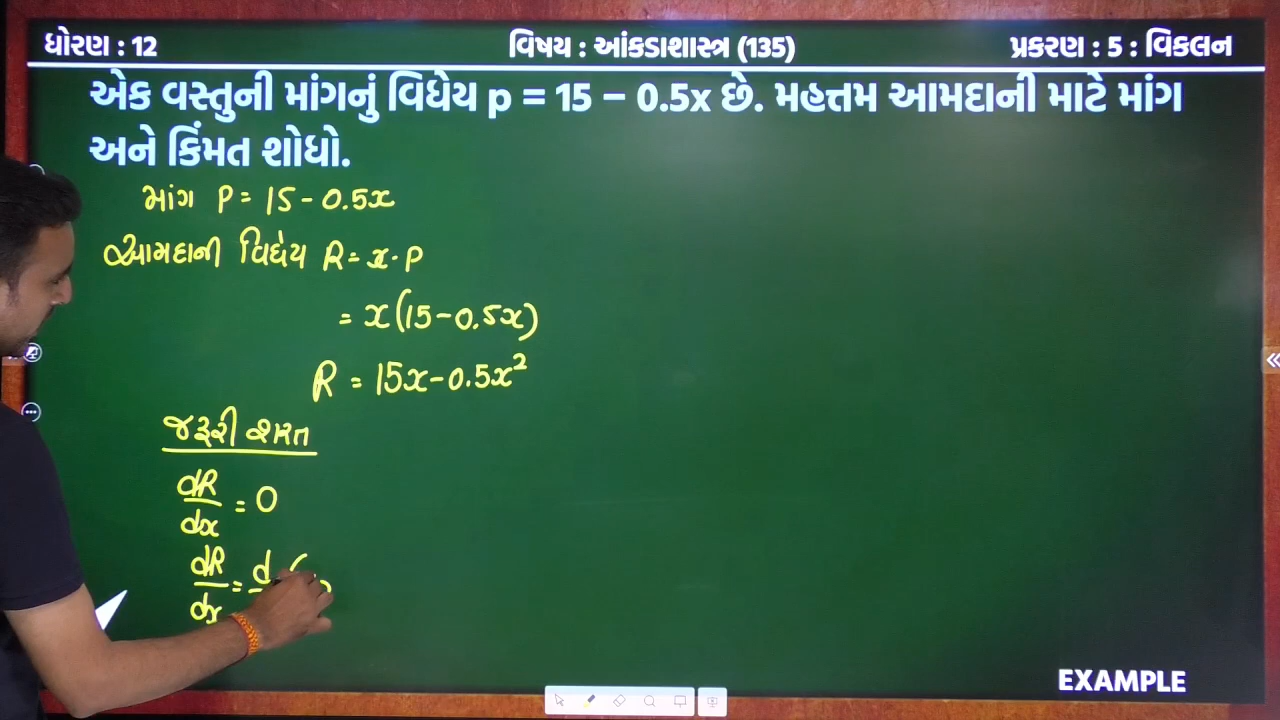 ધોરણ : 12 વિષય : આંકડાશાસ્ત્ર (135) પ્રકરણ : 5 : વિકલન
એક વસ્તુની માંગનું વિધેય p = 15 – 0.5x છે. મહત્તમ આમદાની માટે માંગ
અને કિંમત શોધો.
માંગ P = 15 - 0.5x
આમદાની વિધેય R = x·P
= x(15-0.5x)
R = 15x-0.5x²
જરૂરી શરત
dR/dx = 0
dR/dx = d (
EXAMPLE